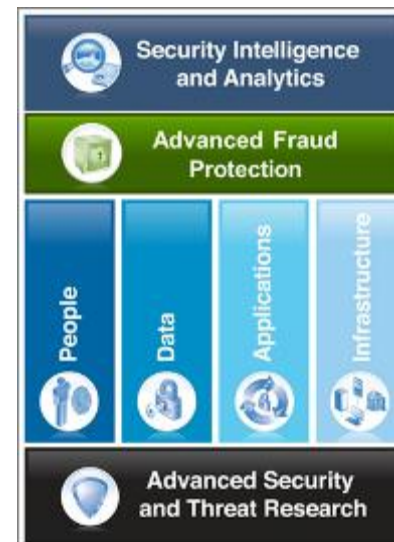 Security Intelligence
and Analytics
Advanced Fraud
Protection
People
Data
Applications
Infrastructure
Advanced Security
and Threat Research